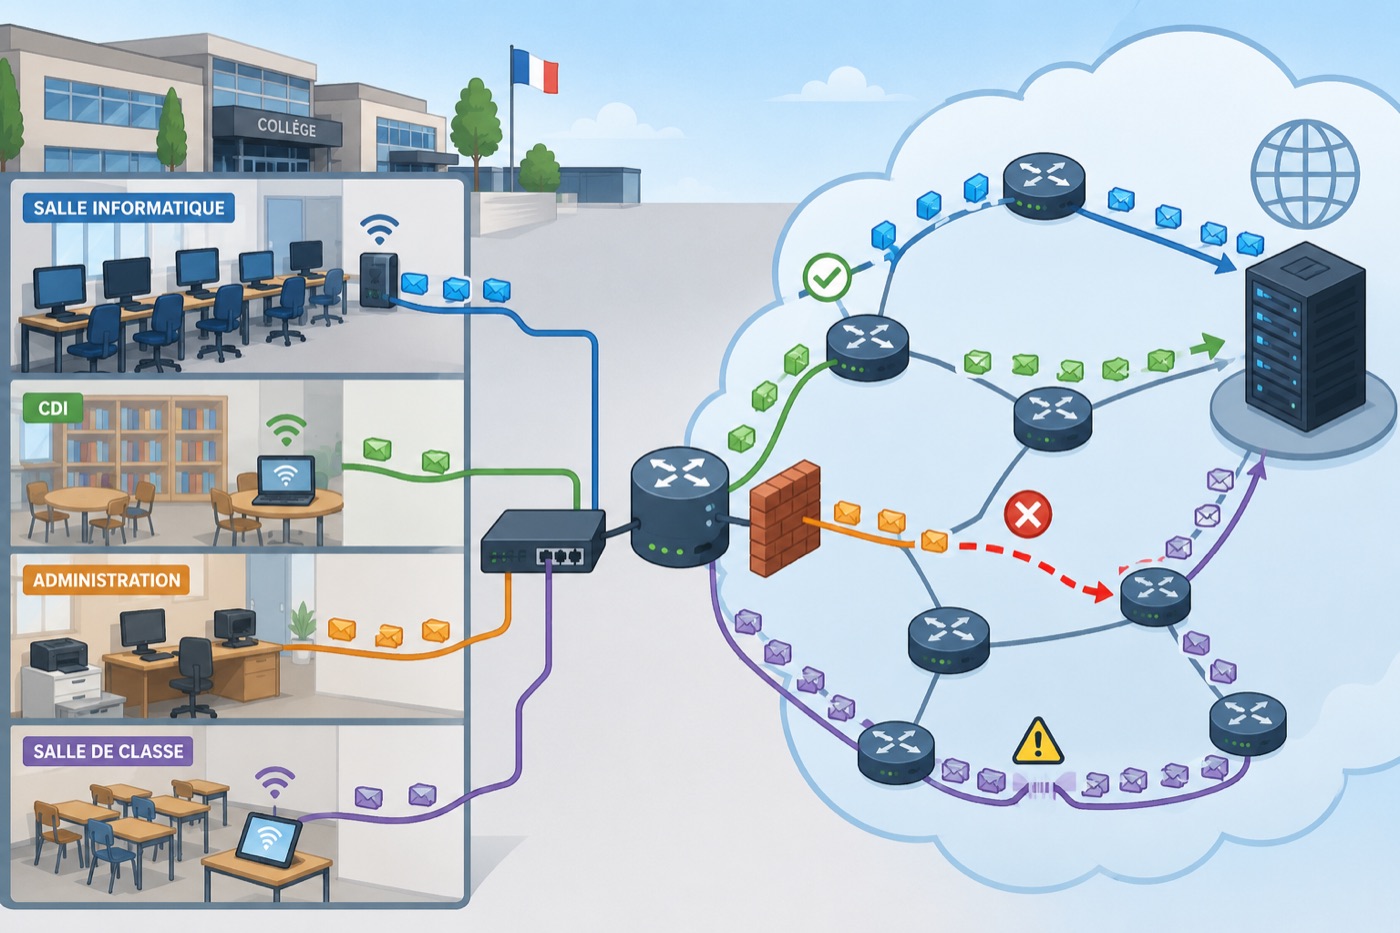 COLLÈGE
SALLE INFORMATIQUE
CDI
ADMINISTRATION
SALLE DE CLASSE